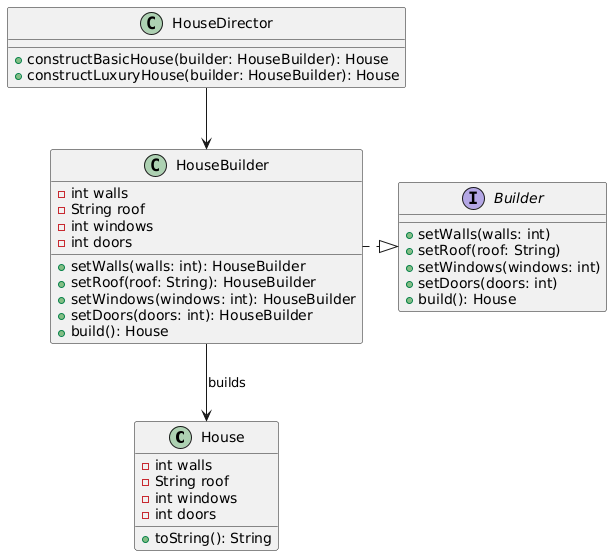 C HouseDirector
constructBasicHouse(builder: HouseBuilder): House
constructLuxuryHouse(builder: HouseBuilder): House
C HouseBuilder
int walls
String roof
int windows
int doors
setWalls(walls: int): HouseBuilder
setRoof(roof: String): HouseBuilder
setWindows(windows: int): HouseBuilder
setDoors(doors: int): HouseBuilder
build(): House
I Builder
setWalls(walls: int)
setRoof(roof: String)
setWindows(windows: int)
setDoors(doors: int)
build(): House
builds
C House
int walls
String roof
int windows
int doors
toString(): String